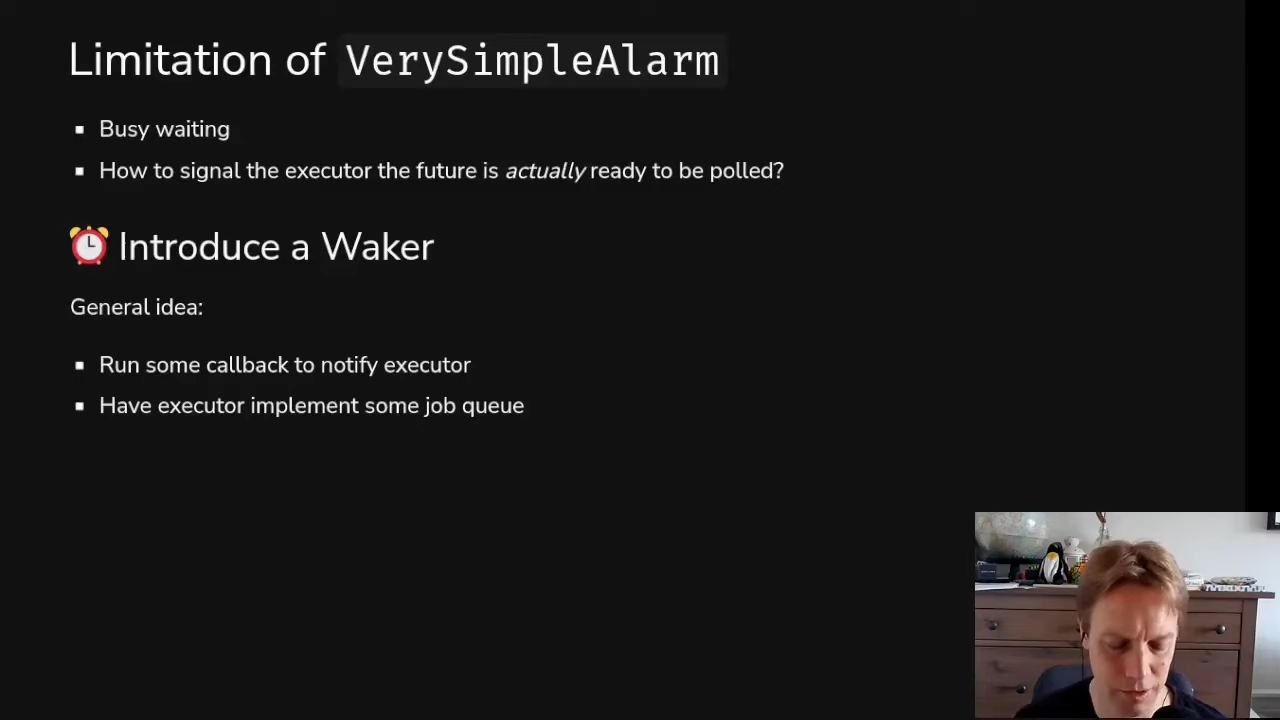 Limitation of VerySimpleAlarm
▪ Busy waiting
▪ How to signal the executor the future is actually ready to be polled?
⏰ Introduce a Waker
General idea:
▪ Run some callback to notify executor
▪ Have executor implement some job queue